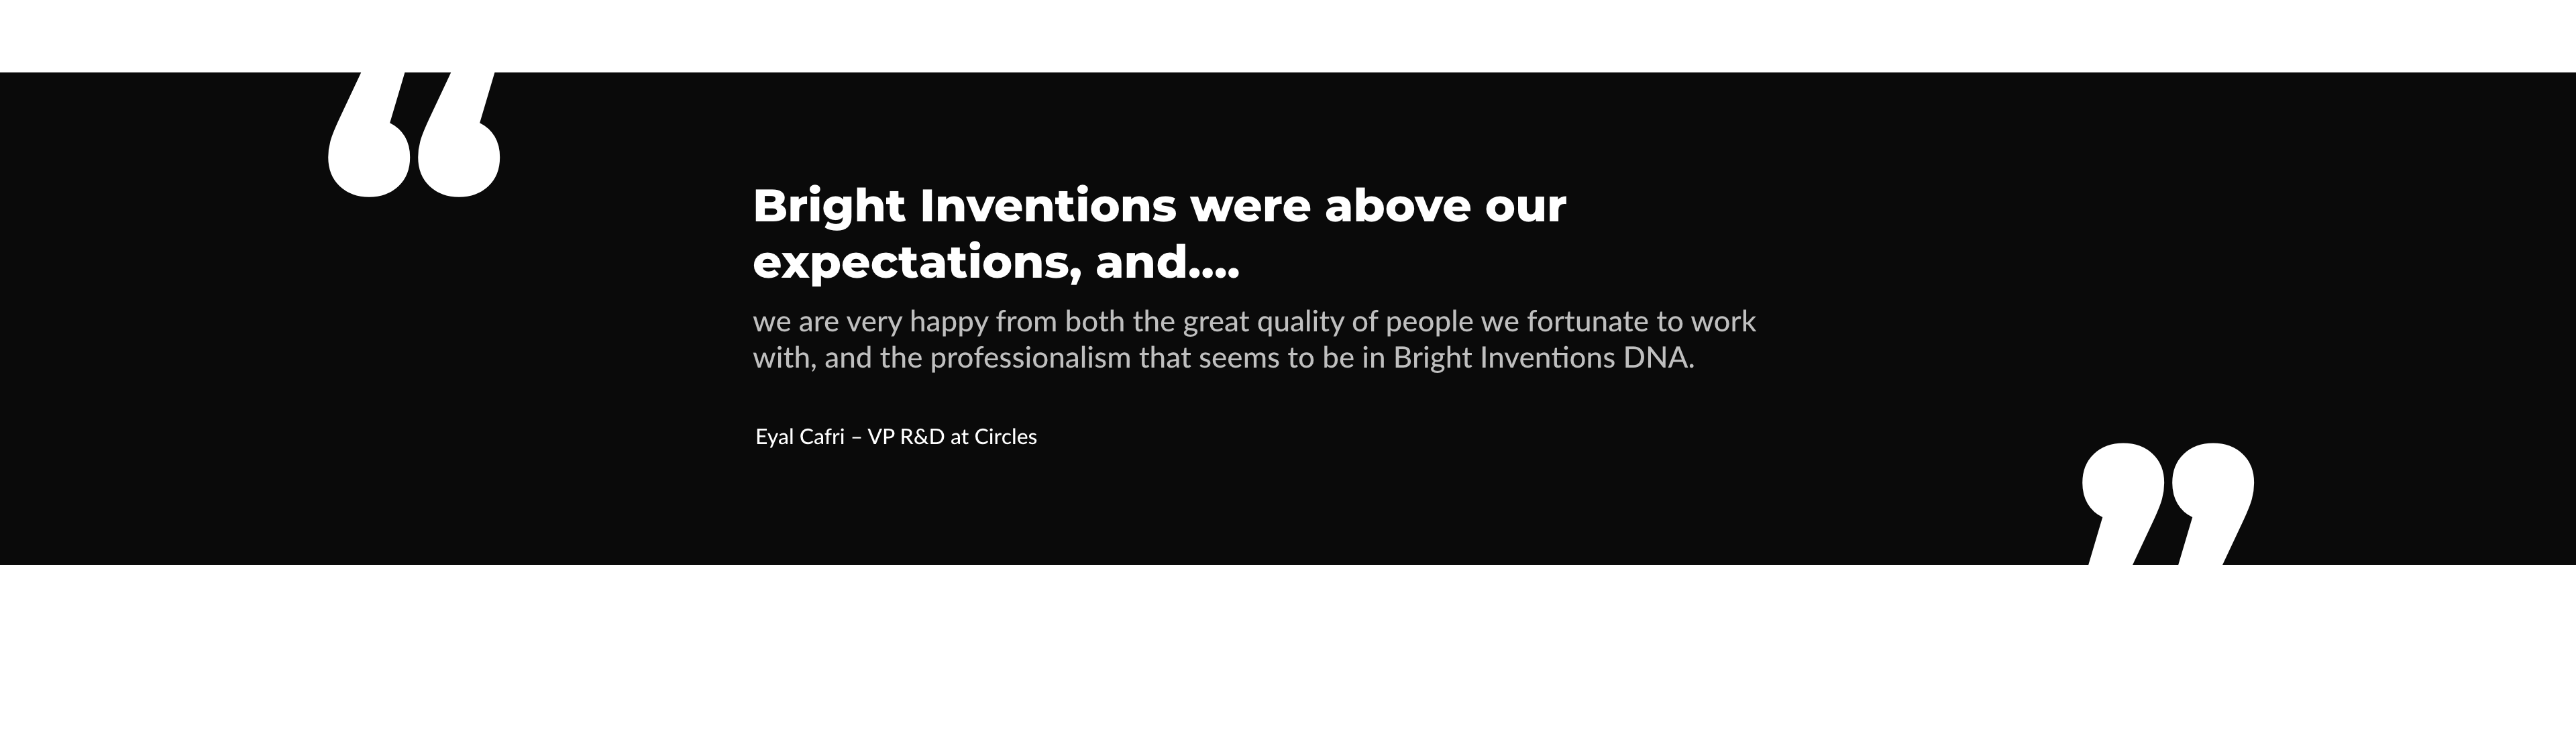 “
Bright Inventions were above our
expectations, and....
we are very happy from both the great quality of people we fortunate to work
with, and the professionalism that seems to be in Bright Inventions DNA.
Eyal Cafri – VP R&D at Circles
”